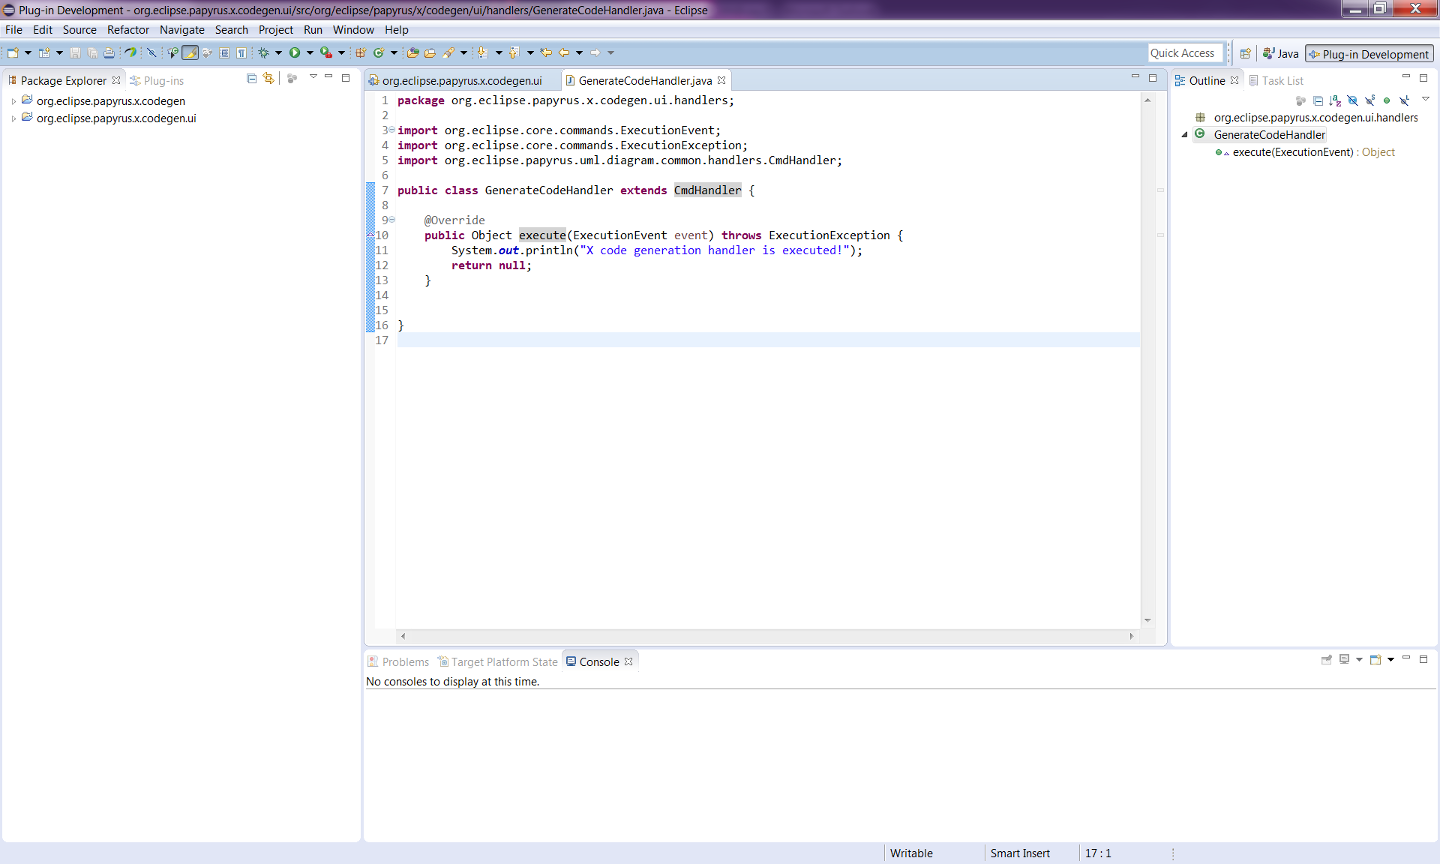 Plug-in Development - org.eclipse.papyrus.x.codegen.ui/src/org/eclipse/papyrus/x/codegen/ui/handlers/GenerateCodeHandler.java - Eclipse
File Edit Source Refactor Navigate Search Project Run Window Help
Quick Access Java Plug-in Development
Package Explorer Plug-ins
org.eclipse.papyrus.x.codegen
org.eclipse.papyrus.x.codegen.ui
org.eclipse.papyrus.x.codegen.ui GenerateCodeHandler.java
1 package org.eclipse.papyrus.x.codegen.ui.handlers;
2
3 import org.eclipse.core.commands.ExecutionEvent;
4 import org.eclipse.core.commands.ExecutionException;
5 import org.eclipse.papyrus.uml.diagram.common.handlers.CmdHandler;
6
7 public class GenerateCodeHandler extends CmdHandler {
8
9 @Override
10 public Object execute(ExecutionEvent event) throws ExecutionException {
11 System.out.println("X code generation handler is executed!");
12 return null;
13 }
14
15
16 }
17
Outline Task List
org.eclipse.papyrus.x.codegen.ui.handlers
GenerateCodeHandler
execute(ExecutionEvent) : Object
Problems Target Platform State Console
No consoles to display at this time.
Writable Smart Insert 17 : 1